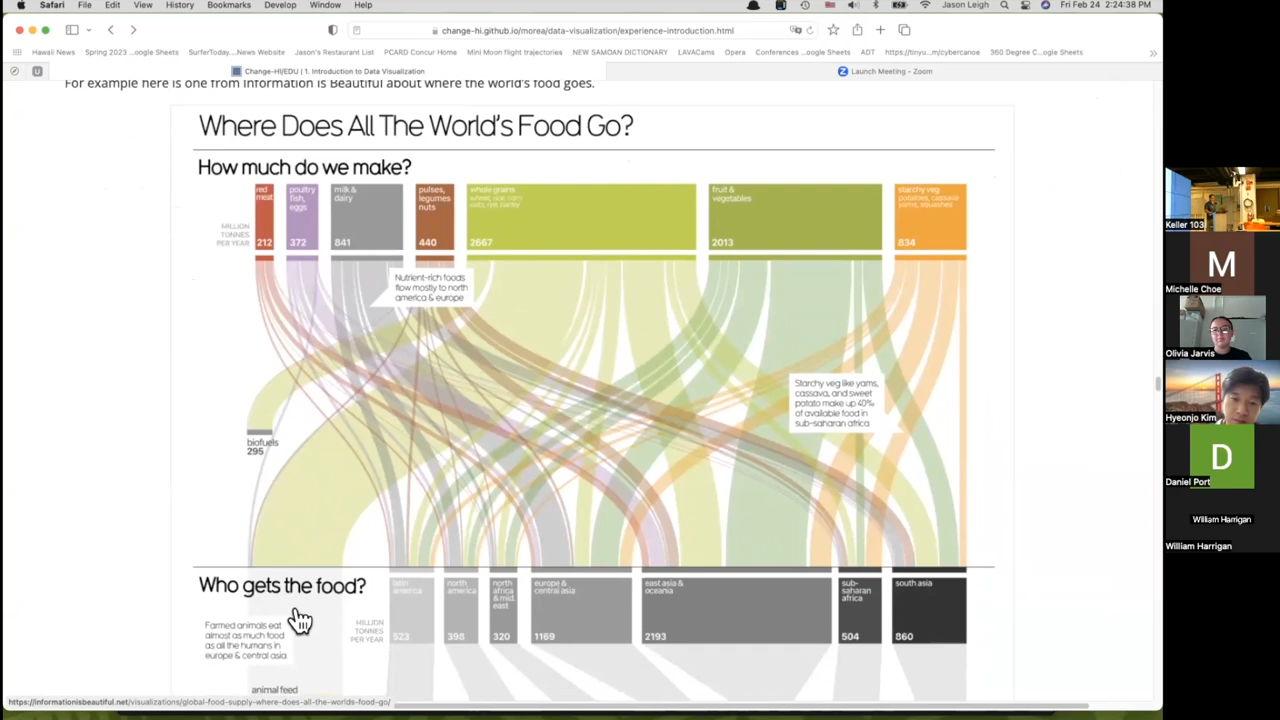 Safari File Edit View History Bookmarks Develop Window Help Jason Leigh Fri Feb 24 2:24:38 PM
change-hi.github.io/morea/data-visualization/experience-introduction.html
Hawaii News Spring 2023 ...oogle Sheets SurferToday....News Website Jason's Restaurant List PCARD Concur Home Mini Moon flight trajectories NEW SAMOAN DICTIONARY LAVACams Opera Conferences ...oogle Sheets ADT https://tinyu...m/cybercanoe 360 Degree C...gle Sheets
Change-HI/EDU | 1. Introduction to Data Visualization Launch Meeting - Zoom
For example here is one from Information is Beautiful about where the world's food goes.
Where Does All The World's Food Go?
How much do we make?
MILLION
TONNES
PER YEAR
red
meat
212
poultry
fish,
eggs
372
milk &
dairy
841
pulses,
legumes
nuts
440
whole grains
2667
fruit &
vegetables
2013
starchy veg
potatoes, cassava
yams, squashes
834
Nutrient-rich foods
flow mostly to north
america & europe
Starchy veg like yams,
cassava, and sweet
potato make up 40%
of available food in
sub-saharan africa
biofuels
295
Who gets the food?
Farmed animals eat
almost as much food
as all the humans in
europe & central asia
MILLION
TONNES
PER YEAR
latin
america
523
north
america
398
north
africa
& mid.
east
320
europe &
central asia
1169
east asia &
oceania
2193
sub-
saharan
africa
504
south asia
860
animal feed
https://informationisbeautiful.net/visualizations/global-food-supply-where-does-all-the-worlds-food-go/
Keller 103
M
Michelle Choe
Olivia Jarvis
Hyeonjo Kim
D
Daniel Port
William Harrigan
William Harrigan